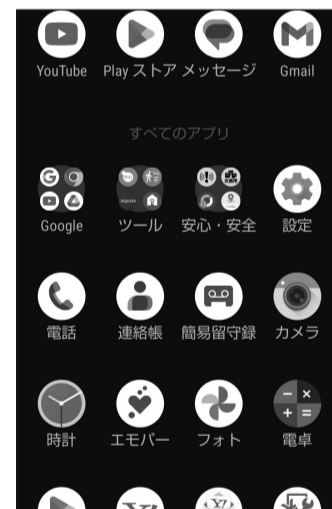 YouTube Play ストア メッセージ Gmail
すべてのアプリ
Google ツール 安心・安全 設定
電話 連絡帳 簡易留守録 カメラ
時計 エモパー フォト 電卓